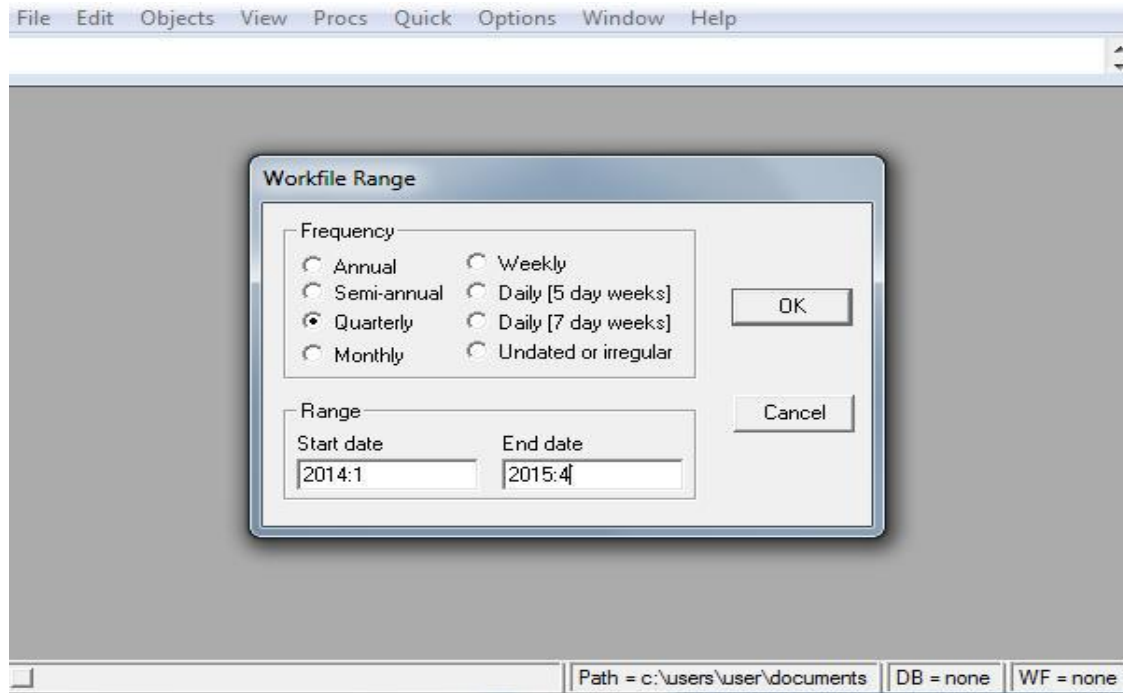 File Edit Objects View Procs Quick Options Window Help
Workfile Range
Frequency
Annual
Semi-annual
Quarterly
Monthly
Weekly
Daily [5 day weeks]
Daily [7 day weeks]
Undated or irregular
Range
Start date
2014:1
End date
2015:4
OK
Cancel
Path = c:\users\user\documents DB = none WF = none